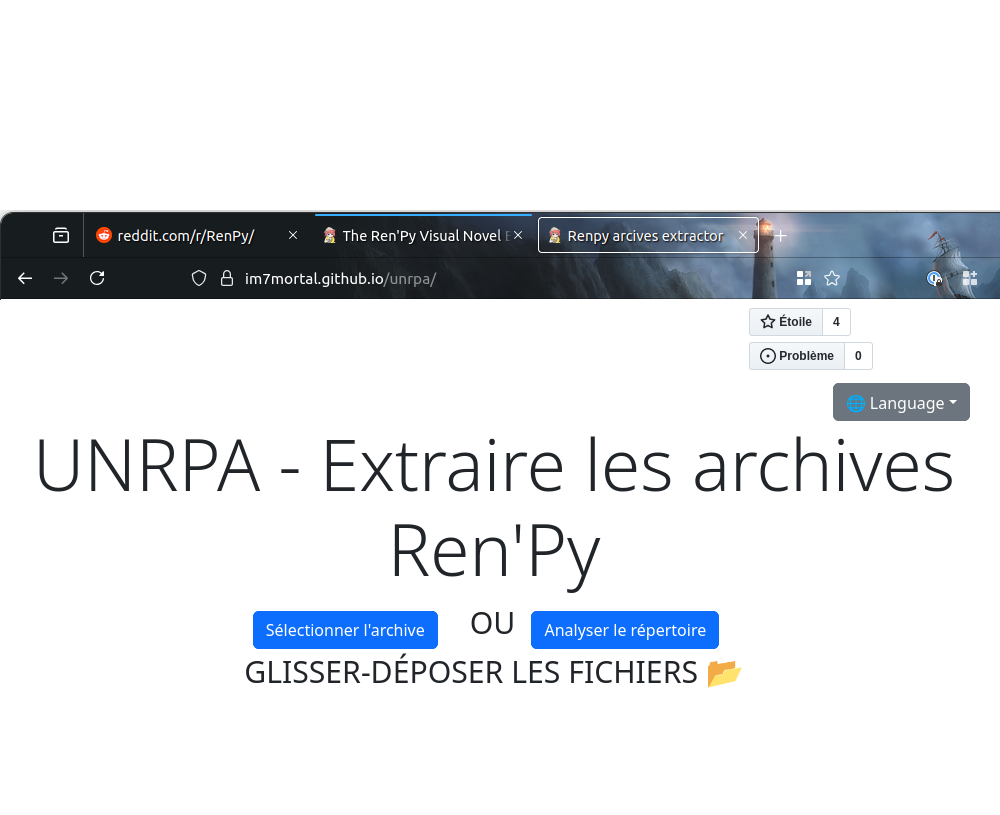 reddit.com/r/RenPy/
The Ren'Py Visual Novel E
Renpy arcives extractor
im7mortal.github.io/unrpa/
Étoile 4
Problème 0
Language
UNRPA - Extraire les archives
Ren'Py
Sélectionner l'archive OU Analyser le répertoire
GLISSER-DÉPOSER LES FICHIERS